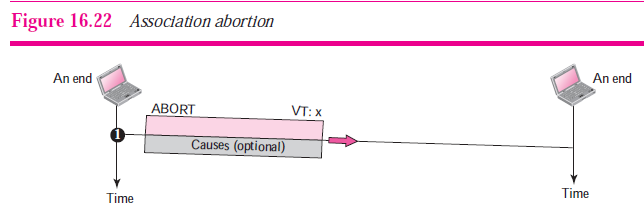 Figure 16.22 Association abortion
An end
An end
ABORT VT: x
1
Causes (optional)
Time
Time